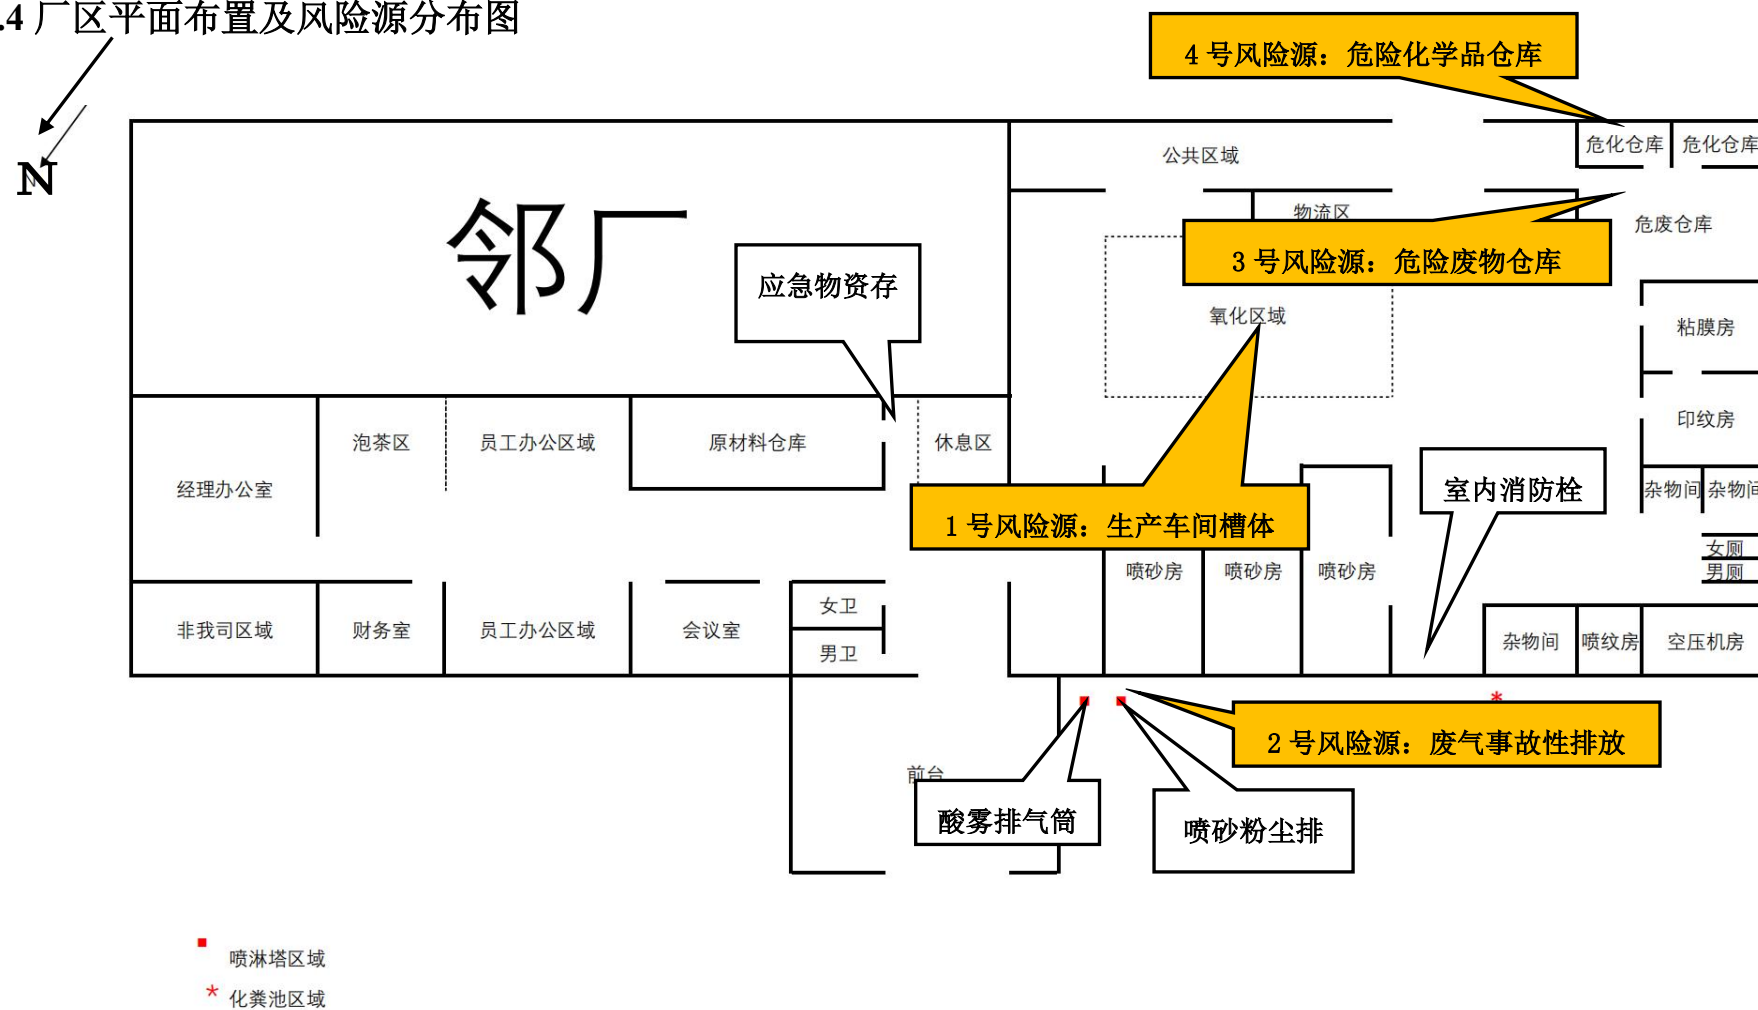 .4 厂区平面布置及风险源分布图
N
4 号风险源：危险化学品仓库
危化仓库
危化仓库
公共区域
物流区
危废仓库
3 号风险源：危险废物仓库
邻厂
应急物资存
氧化区域
粘膜房
印纹房
泡茶区
员工办公区域
原材料仓库
休息区
经理办公室
室内消防栓
杂物间
杂物间
1 号风险源：生产车间槽体
女厕
男厕
喷砂房
喷砂房
喷砂房
女卫
男卫
非我司区域
财务室
员工办公区域
会议室
杂物间
喷纹房
空压机房
*
2 号风险源：废气事故性排放
前台
酸雾排气筒
喷砂粉尘排
喷淋塔区域
* 化粪池区域